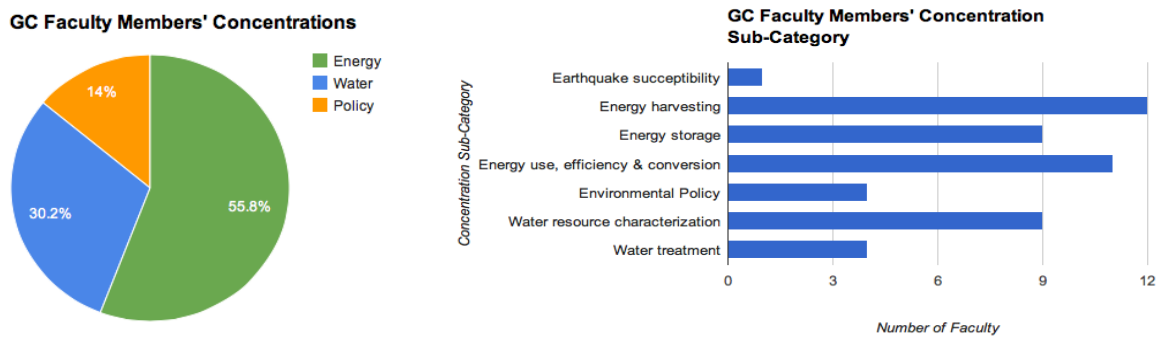 GC Faculty Members' Concentrations
Energy
Water
Policy
14%
30.2%
55.8%
GC Faculty Members' Concentration
Sub-Category
Concentration Sub-Category
Earthquake succeptibility
Energy harvesting
Energy storage
Energy use, efficiency & conversion
Environmental Policy
Water resource characterization
Water treatment
0 3 6 9 12
Number of Faculty